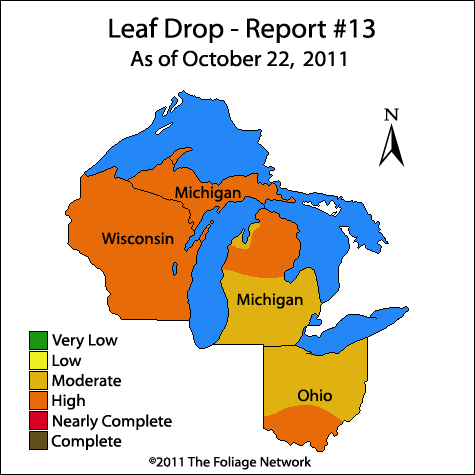 Leaf Drop - Report #13
As of October 22, 2011
N
Michigan
Wisconsin
Michigan
Ohio
Very Low
Low
Moderate
High
Nearly Complete
Complete
©2011 The Foliage Network